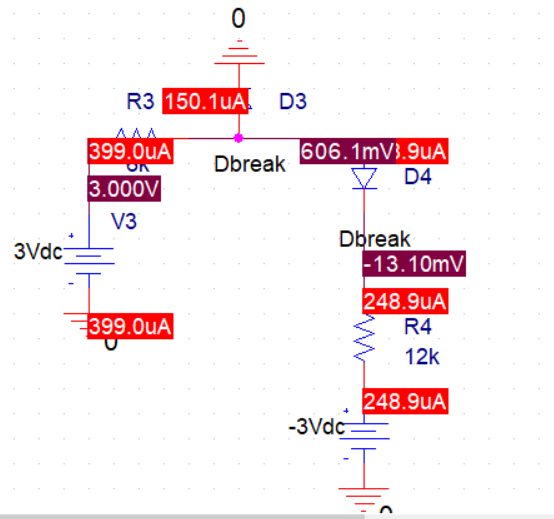 0
R3 150.1uA D3
399.0uA 606.1mV 3.9uA
6k Dbreak D4
3.000V
V3
Dbreak
3Vdc
-13.10mV
248.9uA
399.0uA R4
0 12k
248.9uA
-3Vdc
0